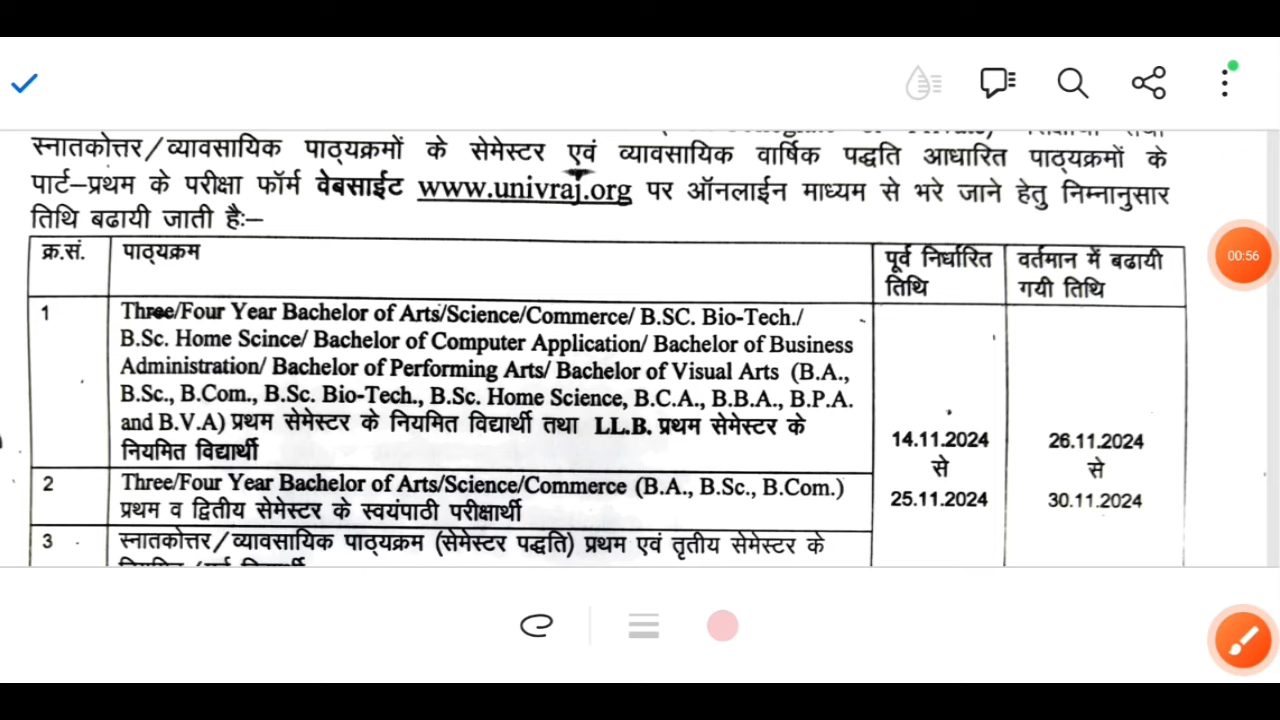 स्नातकोत्तर/व्यावसायिक पाठ्यक्रमों के सेमेस्टर एवं व्यावसायिक वार्षिक पद्धति आधारित पाठ्यक्रमों के
पार्ट–प्रथम के परीक्षा फॉर्म वेबसाईट www.univraj.org पर ऑनलाईन माध्यम से भरे जाने हेतु निम्नानुसार
तिथि बढायी जाती है:–
क्र.सं. पाठ्यक्रम पूर्व निर्धारित वर्तमान में बढायी
तिथि गयी तिथि
00:56
1 Three/Four Year Bachelor of Arts/Science/Commerce/ B.SC. Bio-Tech./
B.Sc. Home Scince/ Bachelor of Computer Application/ Bachelor of Business
Administration/ Bachelor of Performing Arts/ Bachelor of Visual Arts (B.A.,
B.Sc., B.Com., B.Sc. Bio-Tech., B.Sc. Home Science, B.C.A., B.B.A., B.P.A.
and B.V.A) प्रथम सेमेस्टर के नियमित विद्यार्थी तथा LL.B. प्रथम सेमेस्टर के
नियमित विद्यार्थी
14.11.2024 26.11.2024
से से
25.11.2024 30.11.2024
2 Three/Four Year Bachelor of Arts/Science/Commerce (B.A., B.Sc., B.Com.)
प्रथम व द्वितीय सेमेस्टर के स्वयंपाठी परीक्षार्थी
3 स्नातकोत्तर/व्यावसायिक पाठ्यक्रम (सेमेस्टर पद्धति) प्रथम एवं तृतीय सेमेस्टर के